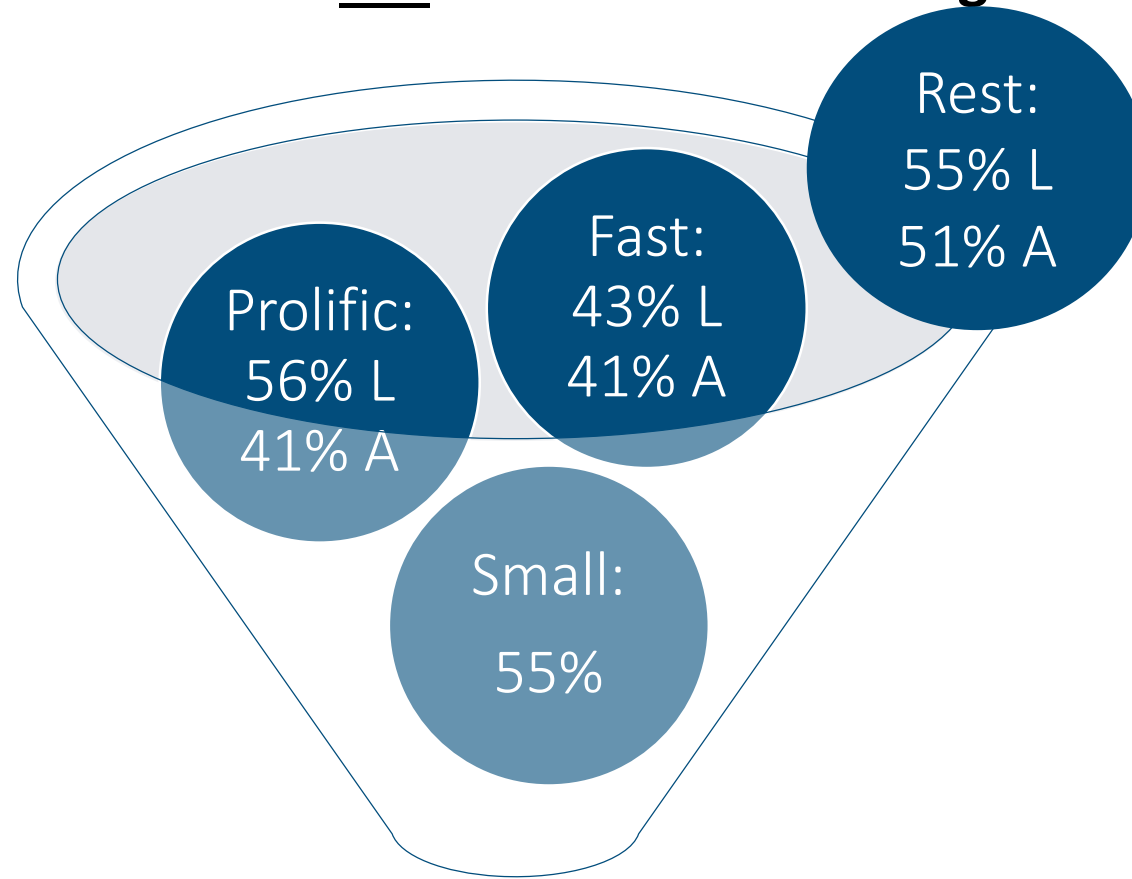 Rest:
55% L
51% A
Fast:
43% L
41% A
Prolific:
56% L
41% A
Small:
55%